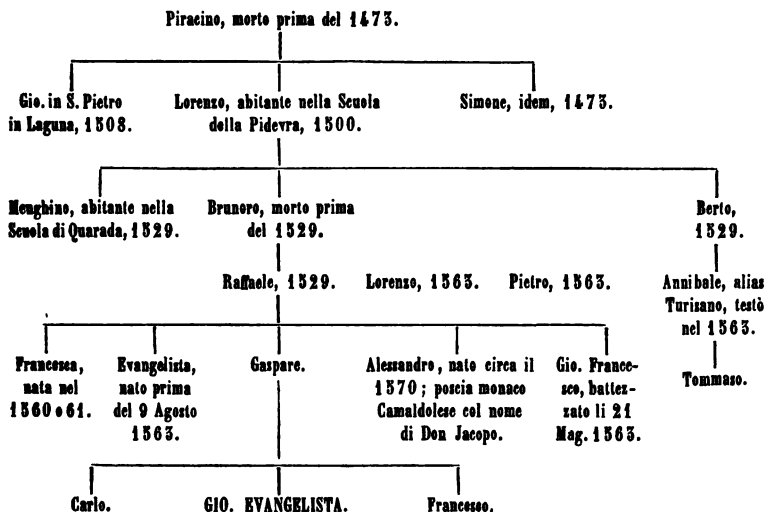 Piracino, morto prima del 1473.
Gio. in S. Pietro
in Laguna, 1508.
Lorenzo, abitante nella Scuola
della Pidevra, 1500.
Simone, idem, 1473.
Menghino, abitante nella
Scuola di Quarada, 1529.
Brunoro, morto prima
del 1529.
Berto,
1529.
Raffaele, 1529.
Lorenzo, 1563.
Pietro, 1563.
Annibale, alias
Turisano, testò
nel 1563.
Francesca,
nata nel
1560 o 61.
Evangelista,
nato prima
del 9 Agosto
1563.
Gaspare.
Alessandro, nato circa il
1570; poscia monaco
Camaldolese col nome
di Don Jacopo.
Gio. France-
sco, battez-
zato li 21
Mag. 1563.
Tommaso.
Carlo.
GIO. EVANGELISTA.
Francesco.